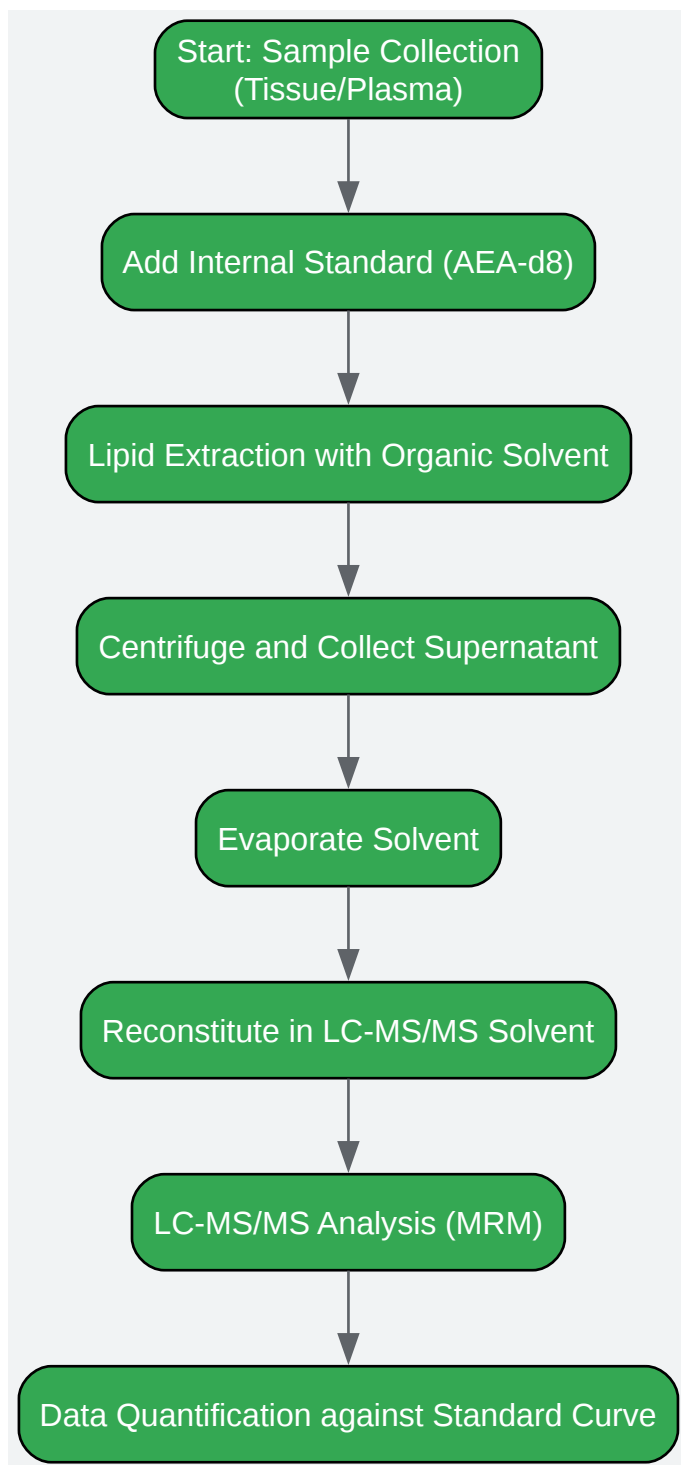 Start: Sample Collection
(Tissue/Plasma)
Add Internal Standard (AEA-d8)
Lipid Extraction with Organic Solvent
Centrifuge and Collect Supernatant
Evaporate Solvent
Reconstitute in LC-MS/MS Solvent
LC-MS/MS Analysis (MRM)
Data Quantification against Standard Curve